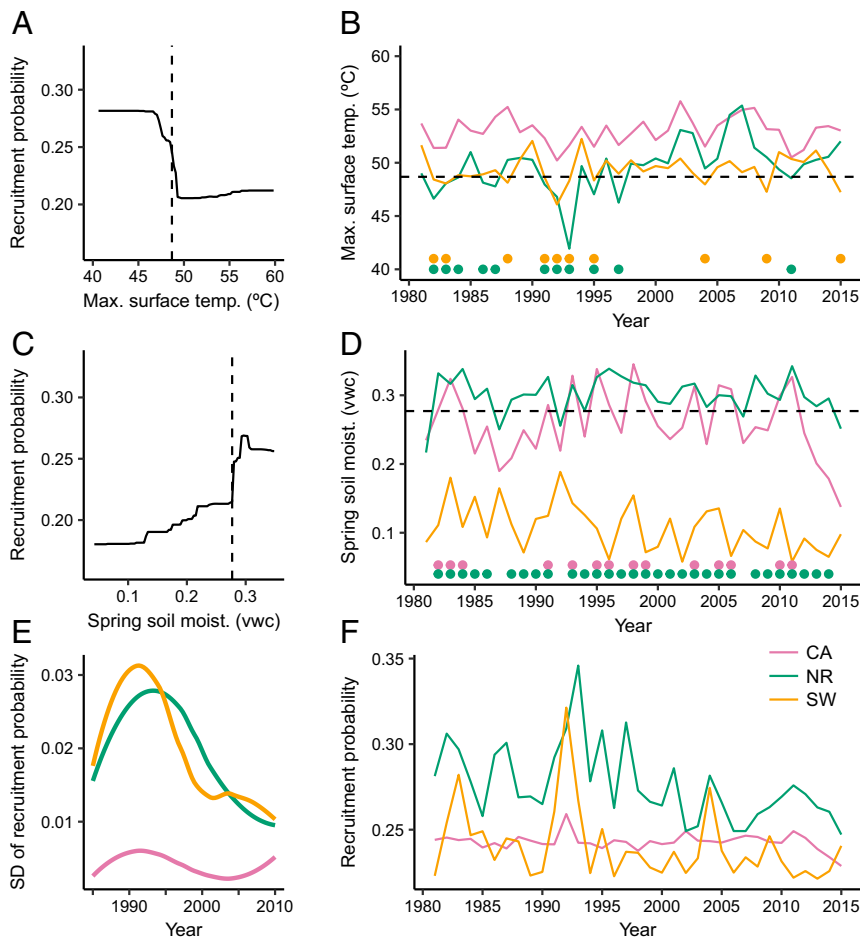 A
Recruitment probability
0.30
0.25
0.20
40 45 50 55 60
Max. surface temp. (ºC)
B
Max. surface temp. (ºC)
60
55
50
45
40
1980 1985 1990 1995 2000 2005 2010 2015
Year
C
Recruitment probability
0.30
0.25
0.20
0.1 0.2 0.3
Spring soil moist. (vwc)
D
Spring soil moist. (vwc)
0.3
0.2
0.1
1980 1985 1990 1995 2000 2005 2010 2015
Year
E
SD of recruitment probability
0.03
0.02
0.01
1990 2000 2010
Year
F
Recruitment probability
0.35
0.30
0.25
1980 1985 1990 1995 2000 2005 2010 2015
Year
CA
NR
SW